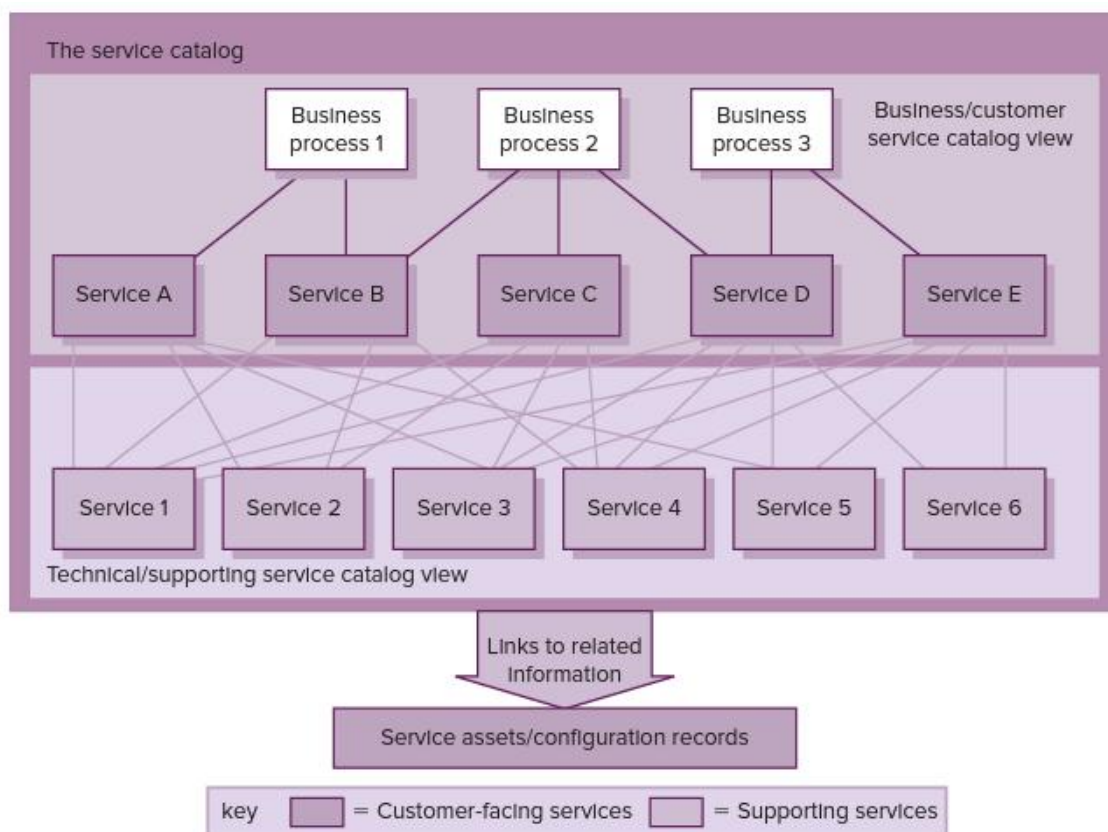 The service catalog
Business
process 1
Business
process 2
Business
process 3
Business/customer
service catalog view
Service A
Service B
Service C
Service D
Service E
Service 1
Service 2
Service 3
Service 4
Service 5
Service 6
Technical/supporting service catalog view
Links to related
information
Service assets/configuration records
key
= Customer-facing services
= Supporting services